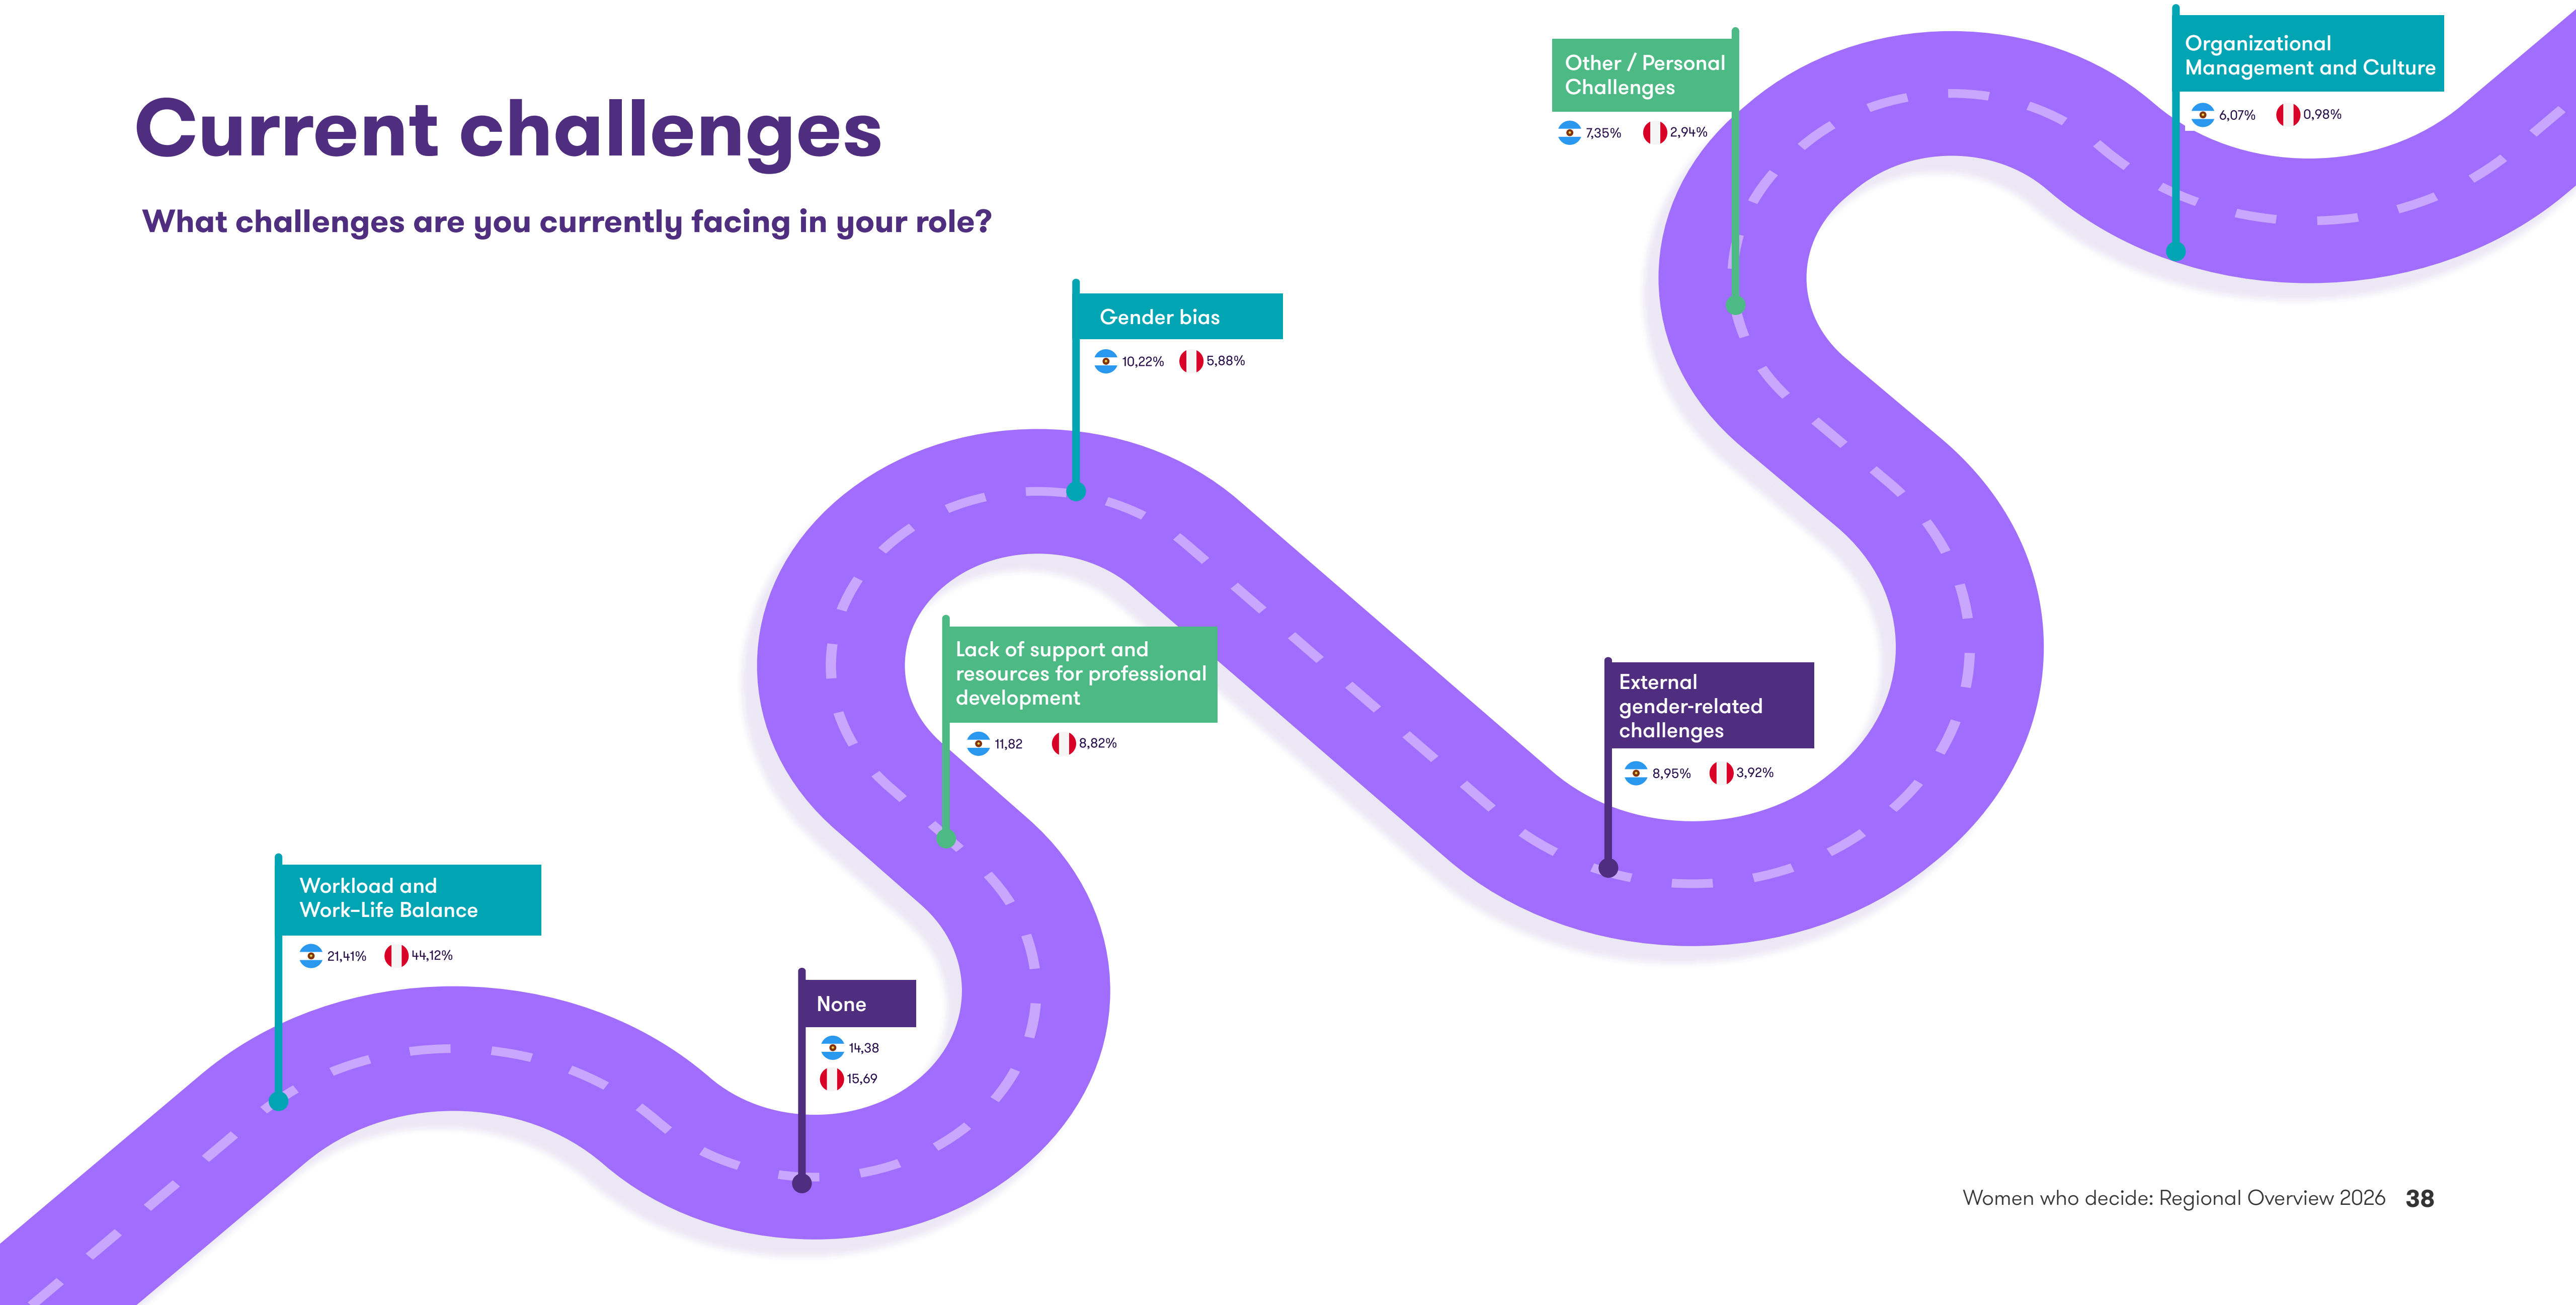 Current challenges
What challenges are you currently facing in your role?
Workload and
Work-Life Balance
21,41% 44,12%
None
14,38
15,69
Lack of support and
resources for professional
development
11,82 8,82%
Gender bias
10,22% 5,88%
External
gender-related
challenges
8,95% 3,92%
Other / Personal
Challenges
7,35% 2,94%
Organizational
Management and Culture
6,07% 0,98%
Women who decide: Regional Overview 2026 38